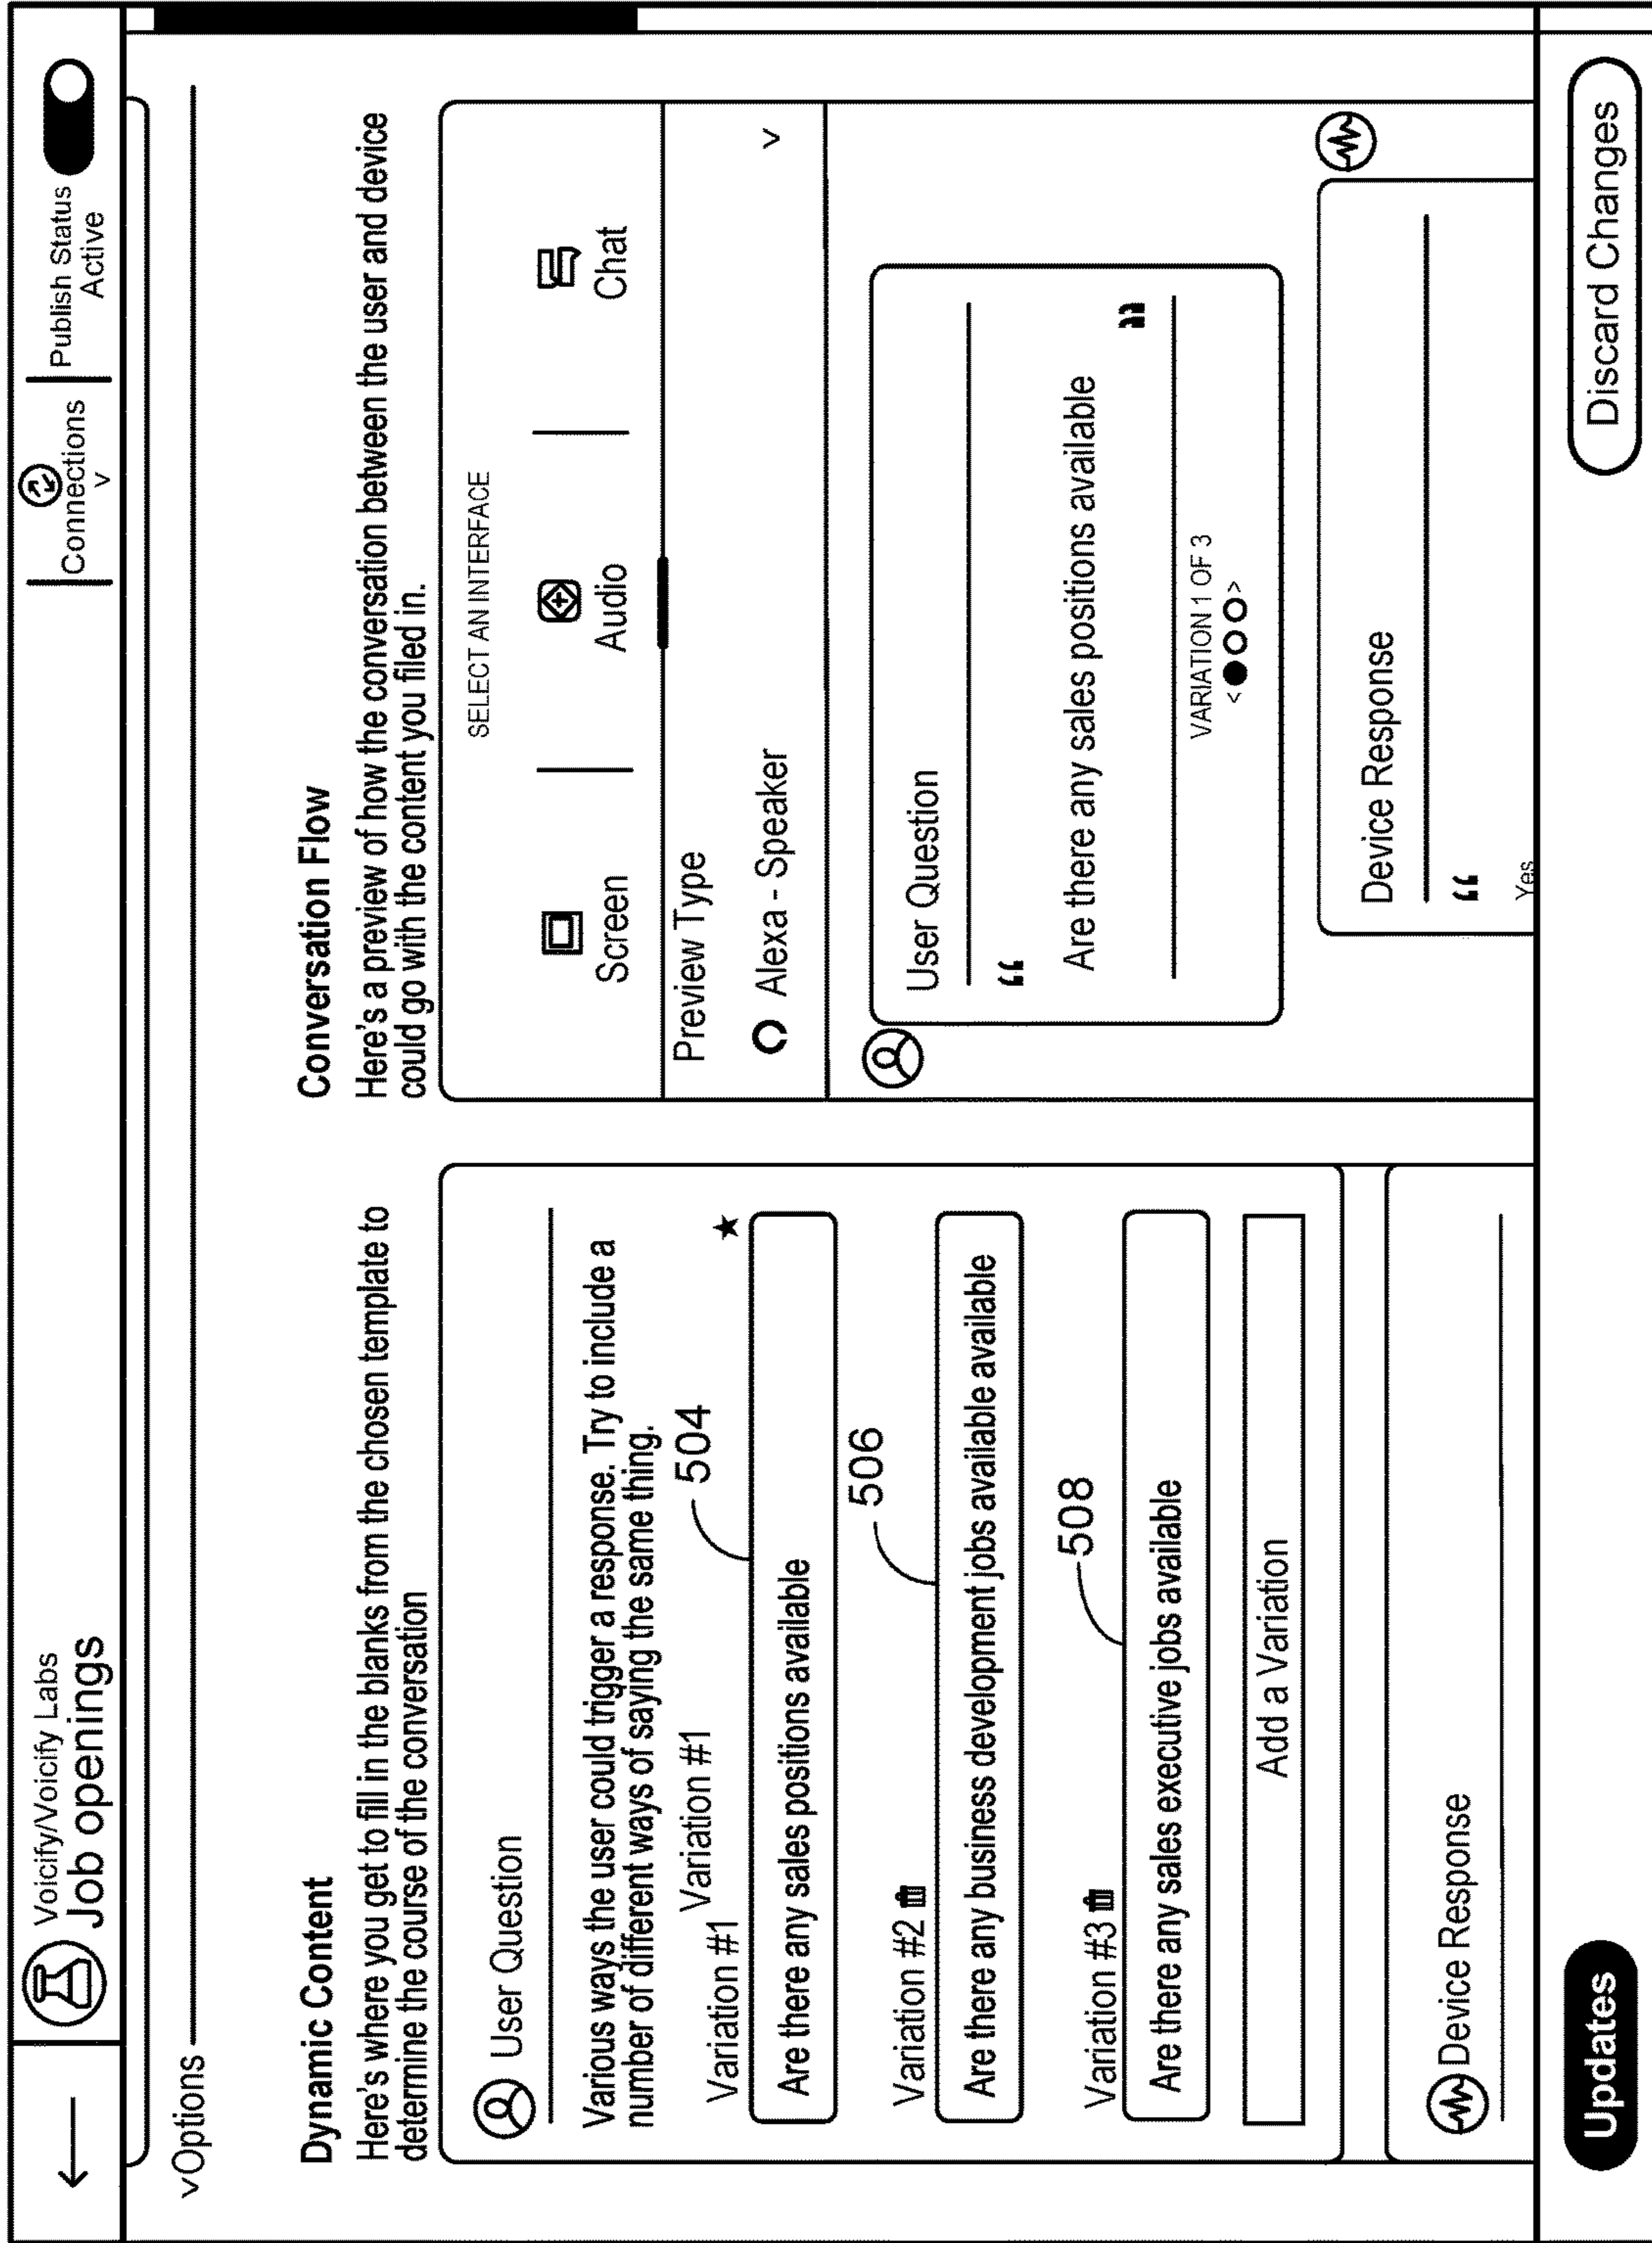 Voicify/Voicify Labs
Job openings
Connections
Publish Status
Active
Options
Dynamic Content
Here's where you get to fill in the blanks from the chosen template to
determine the course of the conversation
User Question
Various ways the user could trigger a response. Try to include a
number of different ways of saying the same thing.
Variation #1
Variation #1
504
Are there any sales positions available
Variation #2
506
Are there any business development jobs available available
Variation #3
508
Are there any sales executive jobs available
Add a Variation
Device Response
Conversation Flow
Here's a preview of how the conversation between the user and device
could go with the content you filed in.
SELECT AN INTERFACE
Screen
Audio
Chat
Preview Type
Alexa - Speaker
User Question
“
Are there any sales positions available
”
VARIATION 1 OF 3
Device Response
“
Yes
Updates
Discard Changes